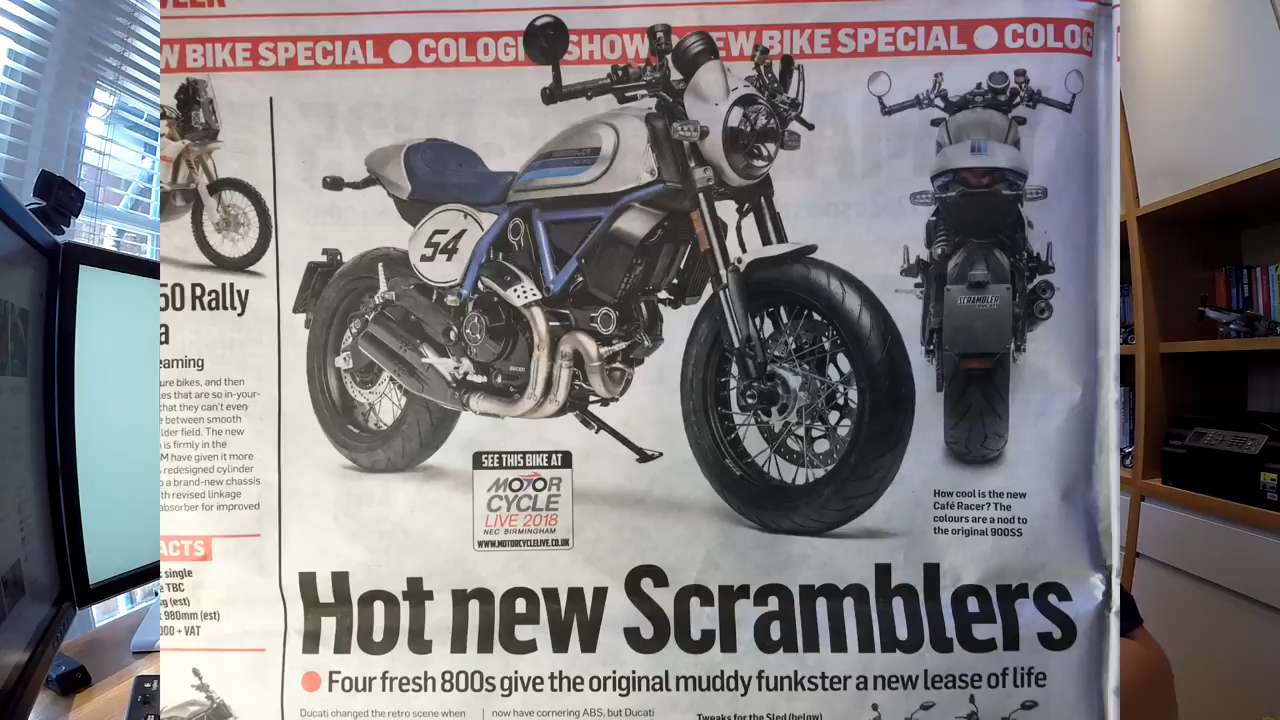 W BIKE SPECIAL ● COLOGNE SHOW NEW BIKE SPECIAL ● COLOG
50 Rally
a
eaming
ure bikes, and then
es that are so in-your-
that they can't even
between smooth
lder field. The new
is firmly in the
M have given it more
redesigned cylinder
a brand-new chassis
th revised linkage
absorber for improved
ACTS
single
TBC
g (est)
980mm (est)
000 + VAT
54
SCRAMBLER
DUCATI
SEE THIS BIKE AT
MOTOR
CYCLE
LIVE 2018
NEC BIRMINGHAM
WWW.MOTORCYCLELIVE.CO.UK
How cool is the new
Café Racer? The
colours are a nod to
the original 900SS
Hot new Scramblers
● Four fresh 800s give the original muddy funkster a new lease of life
Ducati changed the retro scene when
now have cornering ABS, but Ducati
Tweaks for the Sled (below)